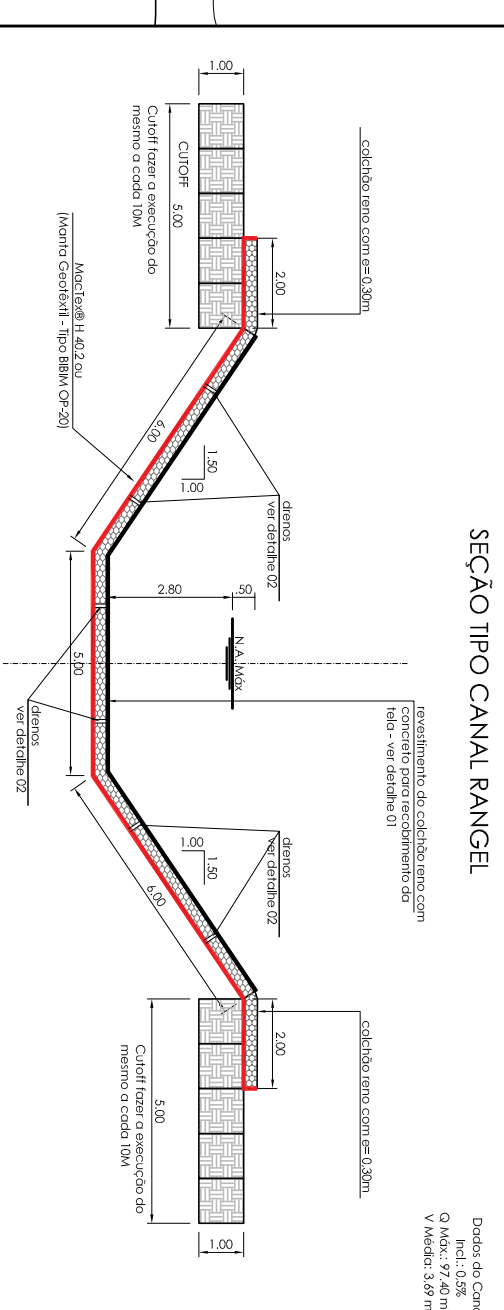 SEÇÃO TIPO CANAL RANGEL
Dados do Can
Incl.: 0.5%
Q Máx.: 97.40 m
V Média: 3.69 m
colchão reno com e= 0,30m
revestimento do colchão reno com
concreto para recobrimento da
tela - ver detalhe 01
colchão reno com e= 0,30m
1.00
2.00
CUTOFF 5.00
Cutoff fazer a execução do
mesmo a cada 10M
drenos
ver detalhe 02
1.50
1.00
6.00
MacTex® H 40.2 ou
(Manta Geotêxtil - Tipo BIBIM OP-20)
2.80
.50
N.A. Máx
5.00
drenos
ver detalhe 02
drenos
ver detalhe 02
1.00
1.50
6.00
2.00
5.00
Cutoff fazer a execução do
mesmo a cada 10M
1.00